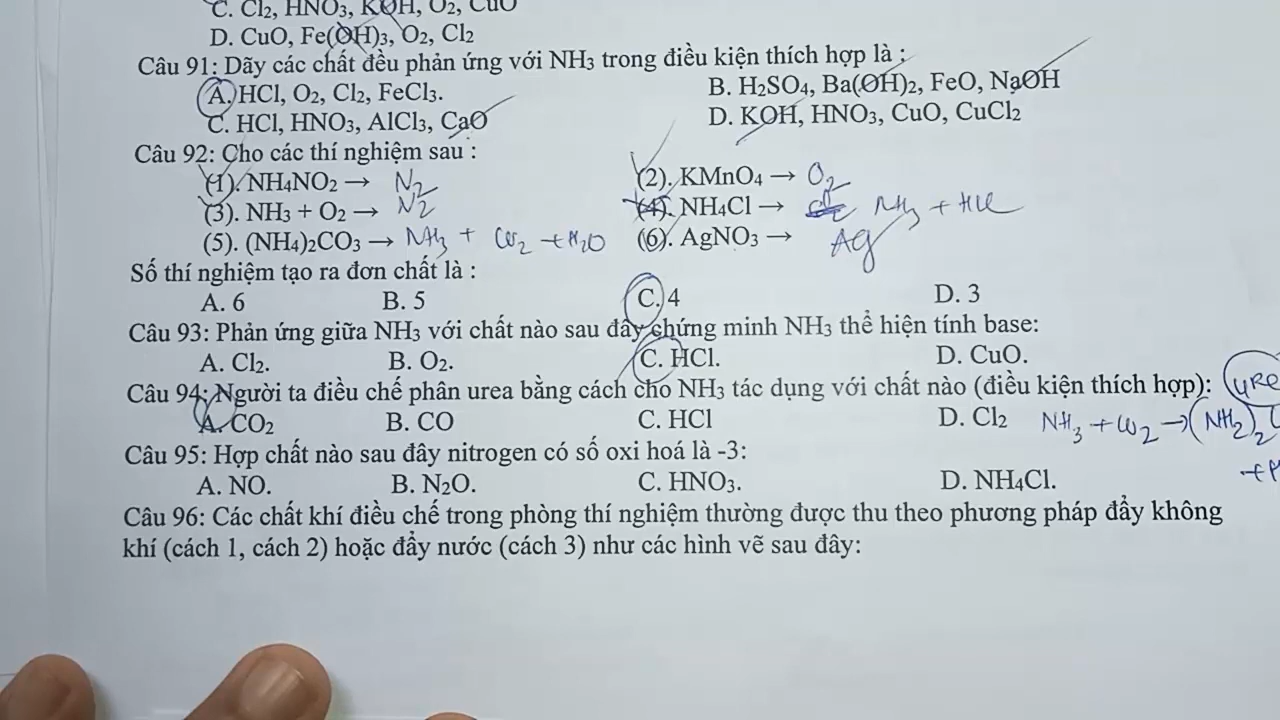 C. Cl2, HNO3, KOH, O2, CuO
D. CuO, Fe(OH)3, O2, Cl2
Câu 91: Dãy các chất đều phản ứng với NH3 trong điều kiện thích hợp là :
A. HCl, O2, Cl2, FeCl3. B. H2SO4, Ba(OH)2, FeO, NaOH
C. HCl, HNO3, AlCl3, CaO D. KOH, HNO3, CuO, CuCl2
Câu 92: Cho các thí nghiệm sau :
(1). NH4NO2 → N2 (2). KMnO4 → O2
(3). NH3 + O2 → N2 (4). NH4Cl → NH3 + HCl
(5). (NH4)2CO3 → NH3 + CO2 + H2O (6). AgNO3 → Ag
Số thí nghiệm tạo ra đơn chất là :
A. 6 B. 5 C. 4 D. 3
Câu 93: Phản ứng giữa NH3 với chất nào sau đây chứng minh NH3 thể hiện tính base:
A. Cl2. B. O2. C. HCl. D. CuO.
Câu 94: Người ta điều chế phân urea bằng cách cho NH3 tác dụng với chất nào (điều kiện thích hợp):
A. CO2 B. CO C. HCl D. Cl2 NH3 + CO2 → (NH2)2
Câu 95: Hợp chất nào sau đây nitrogen có số oxi hoá là -3:
A. NO. B. N2O. C. HNO3. D. NH4Cl.
Câu 96: Các chất khí điều chế trong phòng thí nghiệm thường được thu theo phương pháp đẩy không
khí (cách 1, cách 2) hoặc đẩy nước (cách 3) như các hình vẽ sau đây: